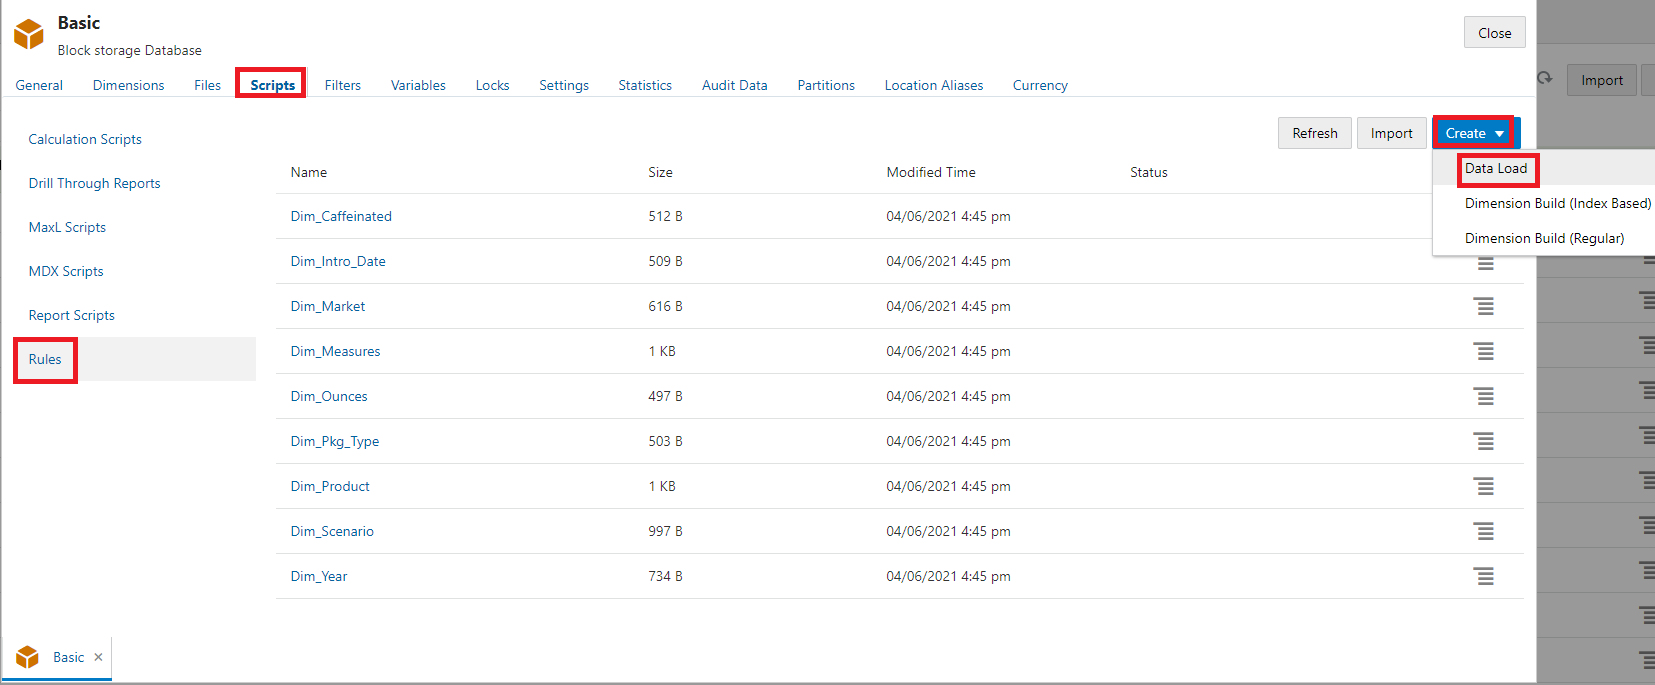 Basic
Block storage Database
Close
General Dimensions Files Scripts Filters Variables Locks Settings Statistics Audit Data Partitions Location Aliases Currency
Import
Calculation Scripts
Drill Through Reports
MaxL Scripts
MDX Scripts
Report Scripts
Rules
Refresh Import Create
Data Load
Dimension Build (Index Based)
Dimension Build (Regular)
Name Size Modified Time Status
Dim_Caffeinated 512 B 04/06/2021 4:45 pm
Dim_Intro_Date 509 B 04/06/2021 4:45 pm
Dim_Market 616 B 04/06/2021 4:45 pm
Dim_Measures 1 KB 04/06/2021 4:45 pm
Dim_Ounces 497 B 04/06/2021 4:45 pm
Dim_Pkg_Type 503 B 04/06/2021 4:45 pm
Dim_Product 1 KB 04/06/2021 4:45 pm
Dim_Scenario 997 B 04/06/2021 4:45 pm
Dim_Year 734 B 04/06/2021 4:45 pm
Basic